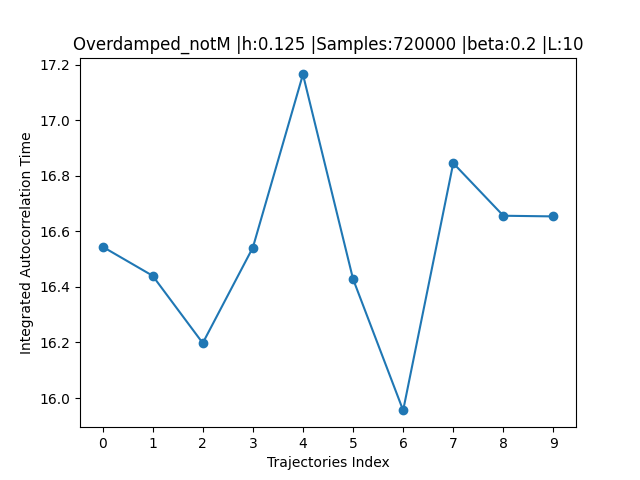 Overdamped_notM |h:0.125 |Samples:720000 |beta:0.2 |L:10
17.2
17.0
16.8
16.6
16.4
16.2
16.0
Integrated Autocorrelation Time
0 1 2 3 4 5 6 7 8 9
Trajectories Index